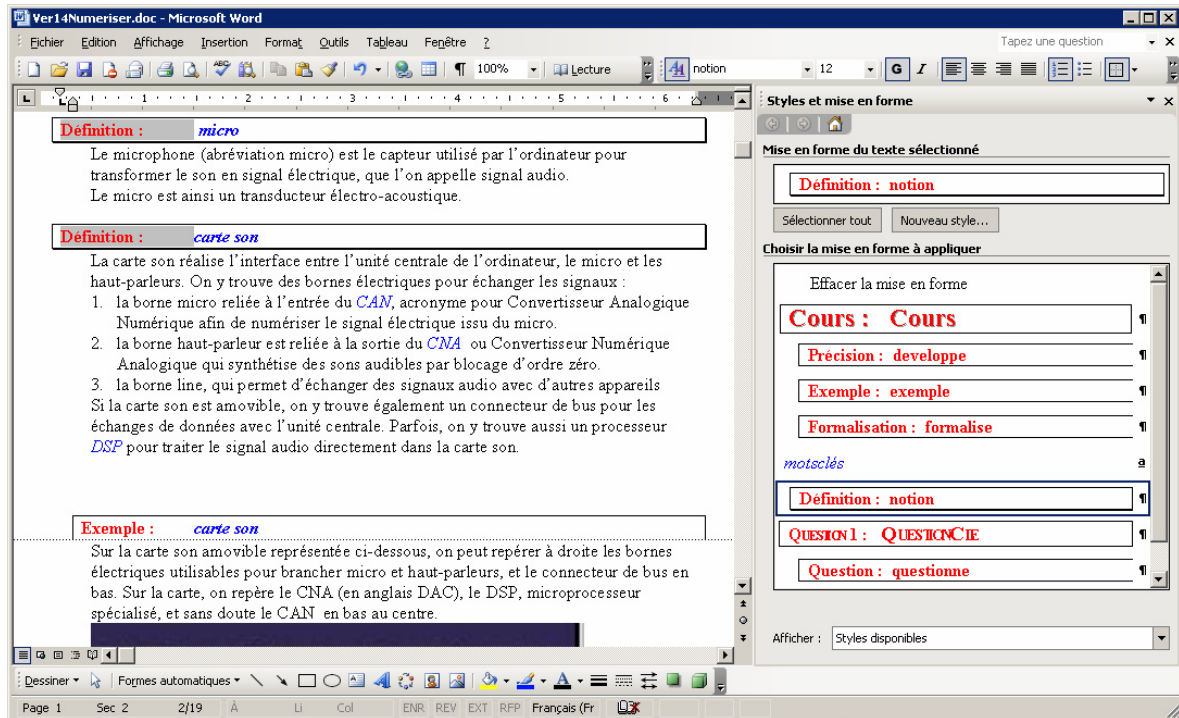 Ver14Numeriser.doc - Microsoft Word
Fichier Edition Affichage Insertion Format Outils Tableau Fenêtre ?
Tapez une question
100% Lecture notion 12 G I
L 1 2 3 4 5 6
Définition : micro
Le microphone (abréviation micro) est le capteur utilisé par l'ordinateur pour
transformer le son en signal électrique, que l'on appelle signal audio.
Le micro est ainsi un transducteur électro-acoustique.
Définition : carte son
La carte son réalise l'interface entre l'unité centrale de l'ordinateur, le micro et les
haut-parleurs. On y trouve des bornes électriques pour échanger les signaux :
1. la borne micro reliée à l'entrée du CAN, acronyme pour Convertisseur Analogique
Numérique afin de numériser le signal électrique issu du micro.
2. la borne haut-parleur est reliée à la sortie du CNA ou Convertisseur Numérique
Analogique qui synthétise des sons audibles par blocage d'ordre zéro.
3. la borne line, qui permet d'échanger des signaux audio avec d'autres appareils
Si la carte son est amovible, on y trouve également un connecteur de bus pour les
échanges de données avec l'unité centrale. Parfois, on y trouve aussi un processeur
DSP pour traiter le signal audio directement dans la carte son.
Exemple : carte son
Sur la carte son amovible représentée ci-dessous, on peut repérer à droite les bornes
électriques utilisables pour brancher micro et haut-parleurs, et le connecteur de bus en
bas. Sur la carte, on repère le CNA (en anglais DAC), le DSP, microprocesseur
spécialisé, et sans doute le CAN en bas au centre.
Styles et mise en forme
Mise en forme du texte sélectionné
Définition : notion
Sélectionner tout Nouveau style...
Choisir la mise en forme à appliquer
Effacer la mise en forme
Cours : Cours ¶
Précision : developpe ¶
Exemple : exemple ¶
Formalisation : formalise ¶
motsclés a
Définition : notion ¶
QUESTION 1 : QUESTIONCIE ¶
Question : questionne ¶
Afficher : Styles disponibles
Dessiner Formes automatiques
Page 1 Sec 2 2/19 À Li Col ENR REV EXT RFP Français (Fr